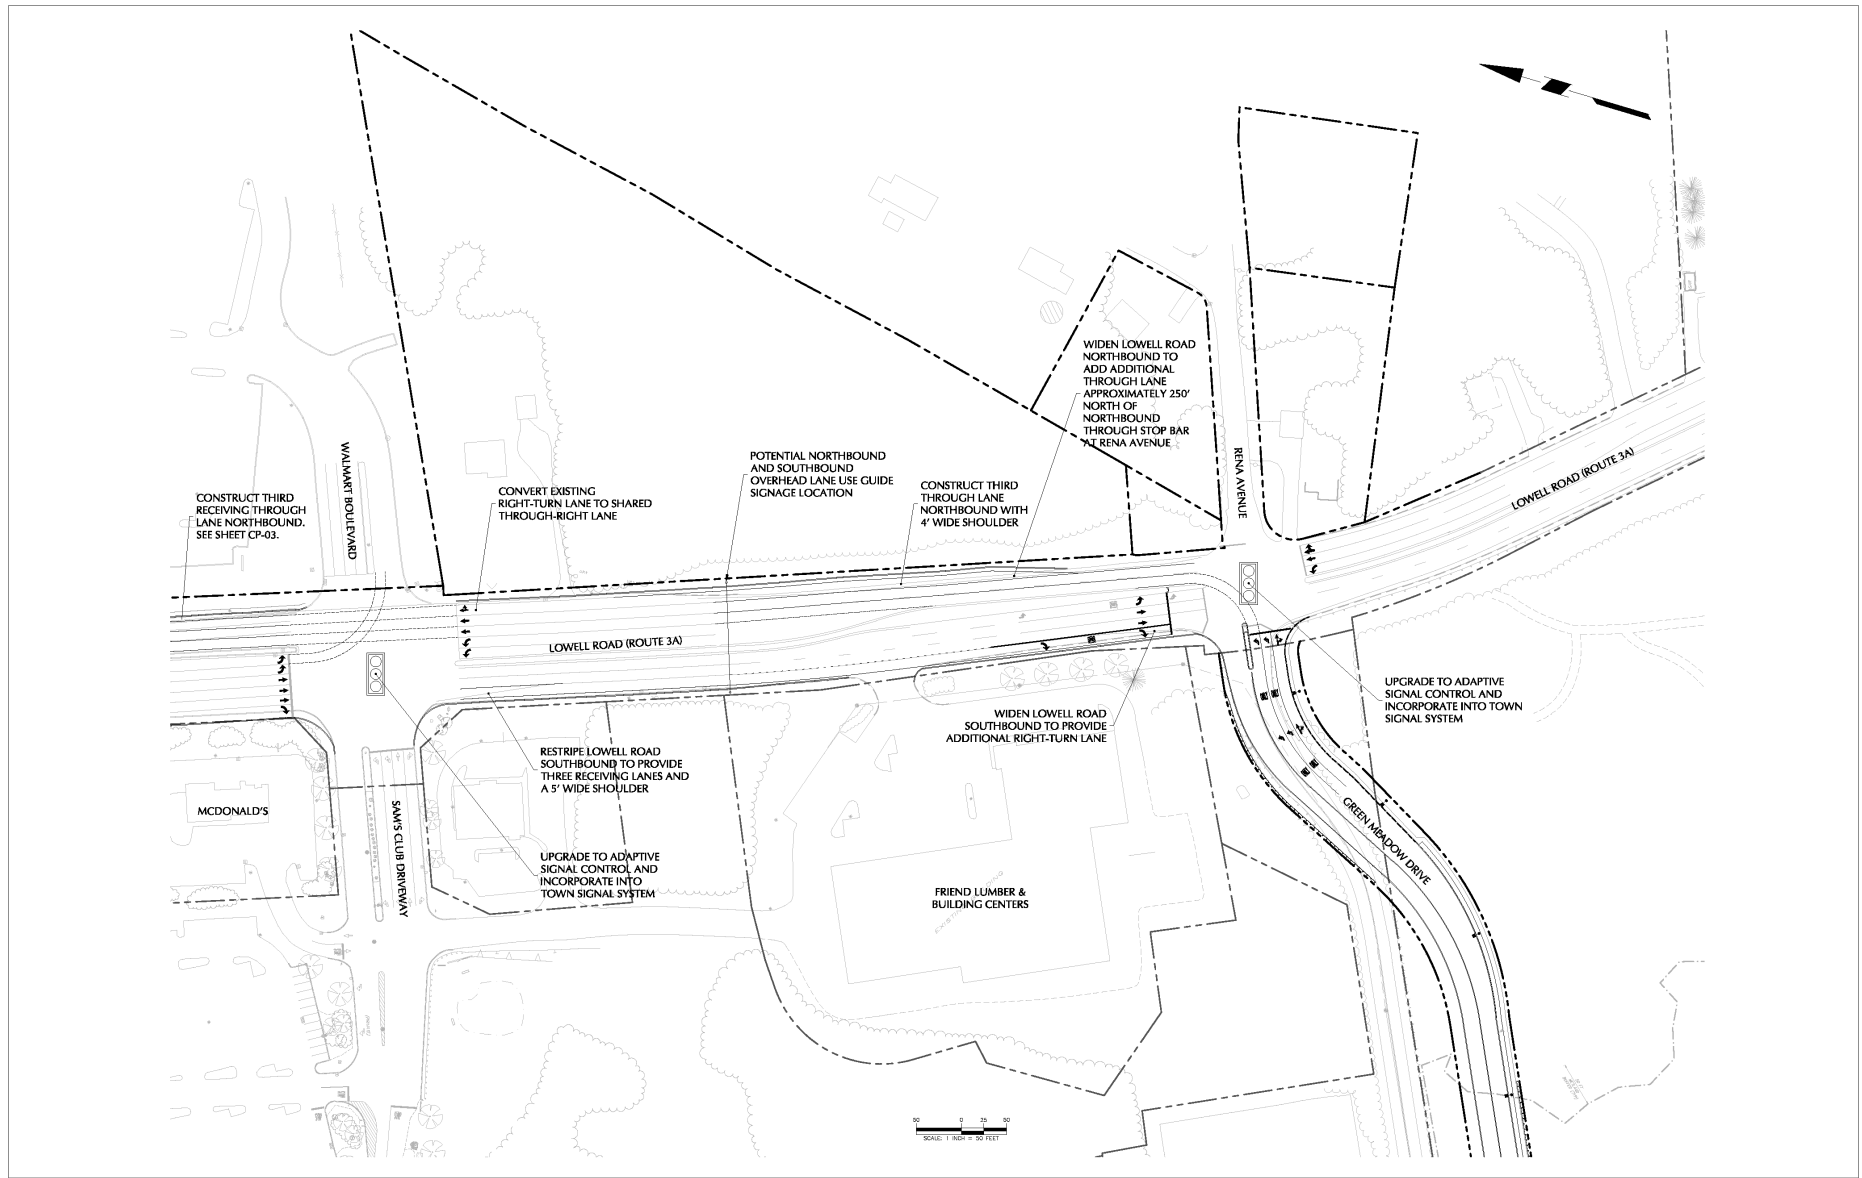 WIDEN LOWELL ROAD
NORTHBOUND TO
ADD ADDITIONAL
THROUGH LANE
APPROXIMATELY 250'
NORTH OF
NORTHBOUND
THROUGH STOP BAR
AT RENA AVENUE
POTENTIAL NORTHBOUND
AND SOUTHBOUND
OVERHEAD LANE USE GUIDE
SIGNAGE LOCATION
CONSTRUCT THIRD
THROUGH LANE
NORTHBOUND WITH
4' WIDE SHOULDER
CONVERT EXISTING
RIGHT-TURN LANE TO SHARED
THROUGH-RIGHT LANE
CONSTRUCT THIRD
RECEIVING THROUGH
LANE NORTHBOUND.
SEE SHEET CP-03.
WALMART BOULEVARD
RENA AVENUE
LOWELL ROAD (ROUTE 3A)
LOWELL ROAD (ROUTE 3A)
UPGRADE TO ADAPTIVE
SIGNAL CONTROL AND
INCORPORATE INTO TOWN
SIGNAL SYSTEM
WIDEN LOWELL ROAD
SOUTHBOUND TO PROVIDE
ADDITIONAL RIGHT-TURN LANE
RESTRIPE LOWELL ROAD
SOUTHBOUND TO PROVIDE
THREE RECEIVING LANES AND
A 5' WIDE SHOULDER
MCDONALD'S
SAM'S CLUB DRIVEWAY
GREEN MEADOW DRIVE
UPGRADE TO ADAPTIVE
SIGNAL CONTROL AND
INCORPORATE INTO
TOWN SIGNAL SYSTEM
FRIEND LUMBER &
BUILDING CENTERS
EXISTING BUILDING
50 0 25 50
SCALE: 1 INCH = 50 FEET